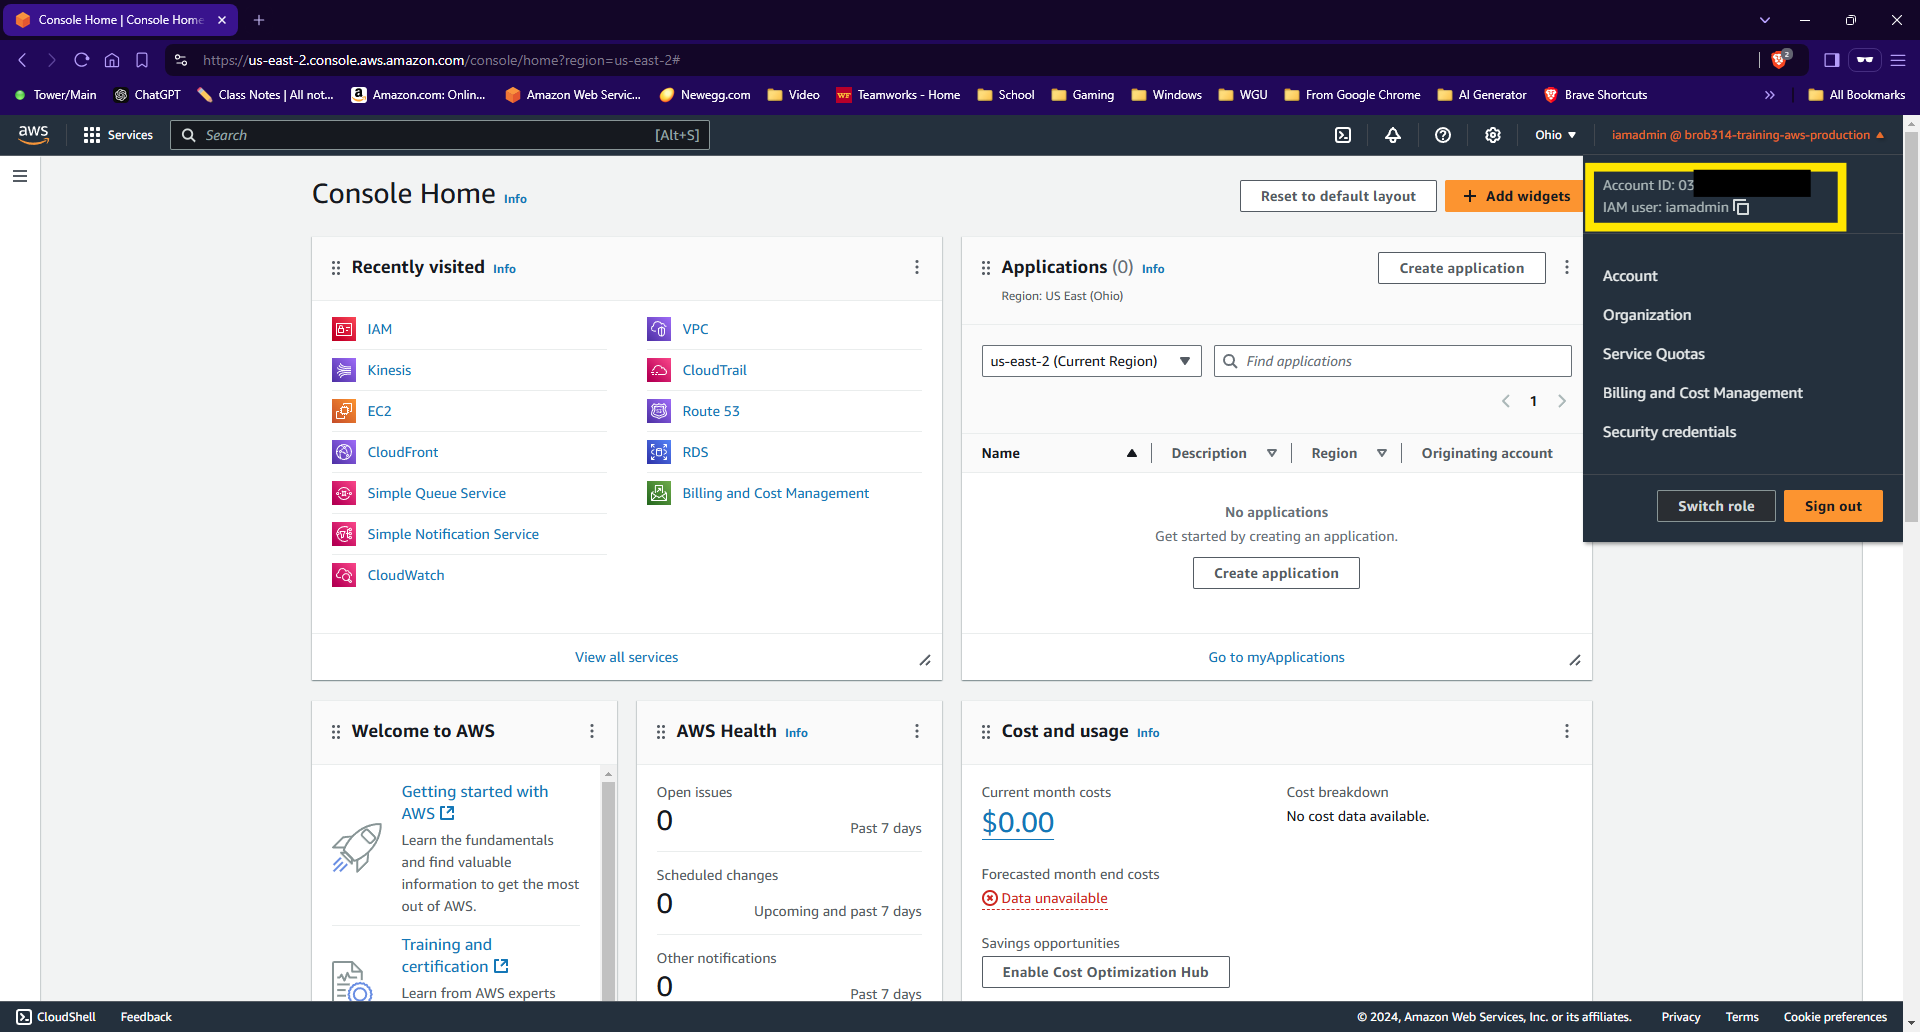 Console Home | Console Home
https://us-east-2.console.aws.amazon.com/console/home?region=us-east-2#
2
Tower/Main ChatGPT Class Notes | All not... Amazon.com: Onlin... Amazon Web Servic... Newegg.com Video Teamworks - Home School Gaming Windows WGU From Google Chrome AI Generator Brave Shortcuts All Bookmarks
aws Services Search [Alt+S] Ohio iamadmin @ brob314-training-aws-production
Account ID: 03
IAM user: iamadmin
Account
Organization
Service Quotas
Billing and Cost Management
Security credentials
Switch role Sign out
Console Home Info
Reset to default layout + Add widgets
Recently visited Info
IAM
Kinesis
EC2
CloudFront
Simple Queue Service
Simple Notification Service
CloudWatch
VPC
CloudTrail
Route 53
RDS
Billing and Cost Management
View all services
Applications (0) Info
Region: US East (Ohio)
Create application
us-east-2 (Current Region) Find applications
1
Name Description Region Originating account
No applications
Get started by creating an application.
Create application
Go to myApplications
Welcome to AWS
Getting started with
AWS
Learn the fundamentals
and find valuable
information to get the most
out of AWS.
Training and
certification
Learn from AWS experts
AWS Health Info
Open issues
0
Past 7 days
Scheduled changes
0
Upcoming and past 7 days
Other notifications
0
Past 7 days
Cost and usage Info
Current month costs
$0.00
Forecasted month end costs
Data unavailable
Savings opportunities
Enable Cost Optimization Hub
Cost breakdown
No cost data available.
CloudShell Feedback © 2024, Amazon Web Services, Inc. or its affiliates. Privacy Terms Cookie preferences